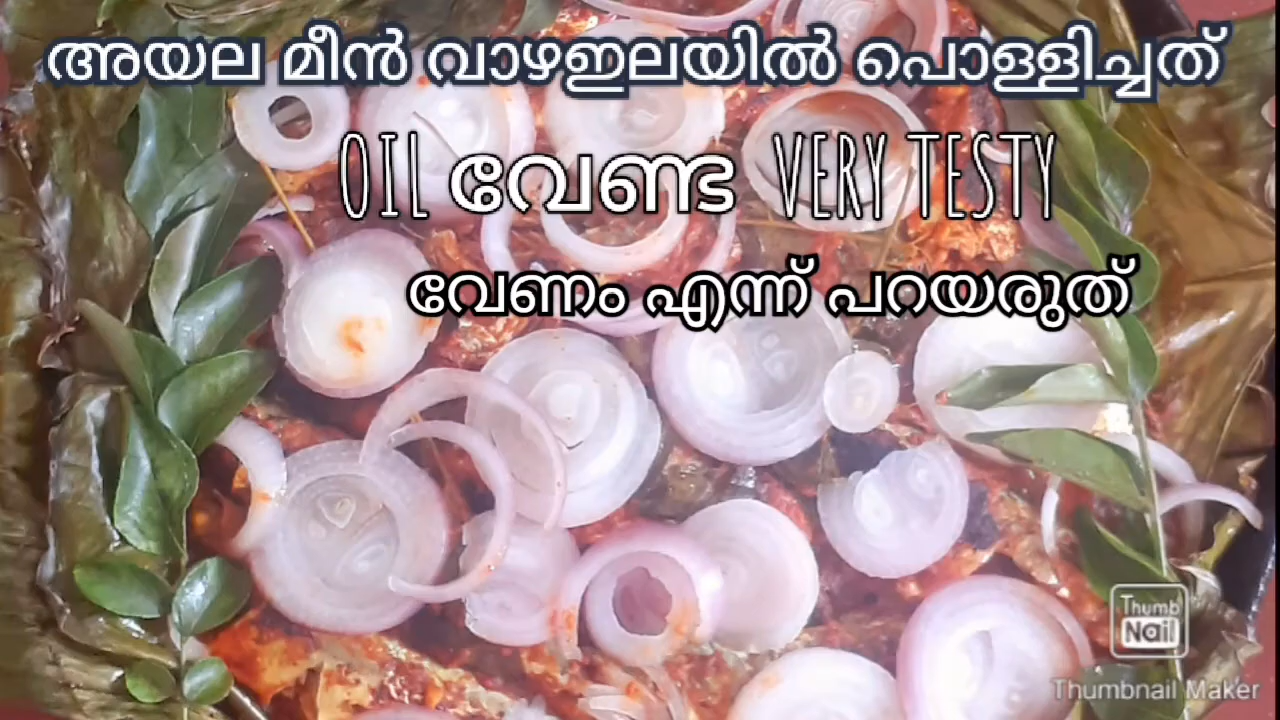 അയല മീൻ വാഴഇലയിൽ പൊള്ളിച്ചത്
OIL വേണ്ട VERY TESTY
വേണം എന്ന് പറയരുത്
Thumb
Nail
Thumbnail Maker